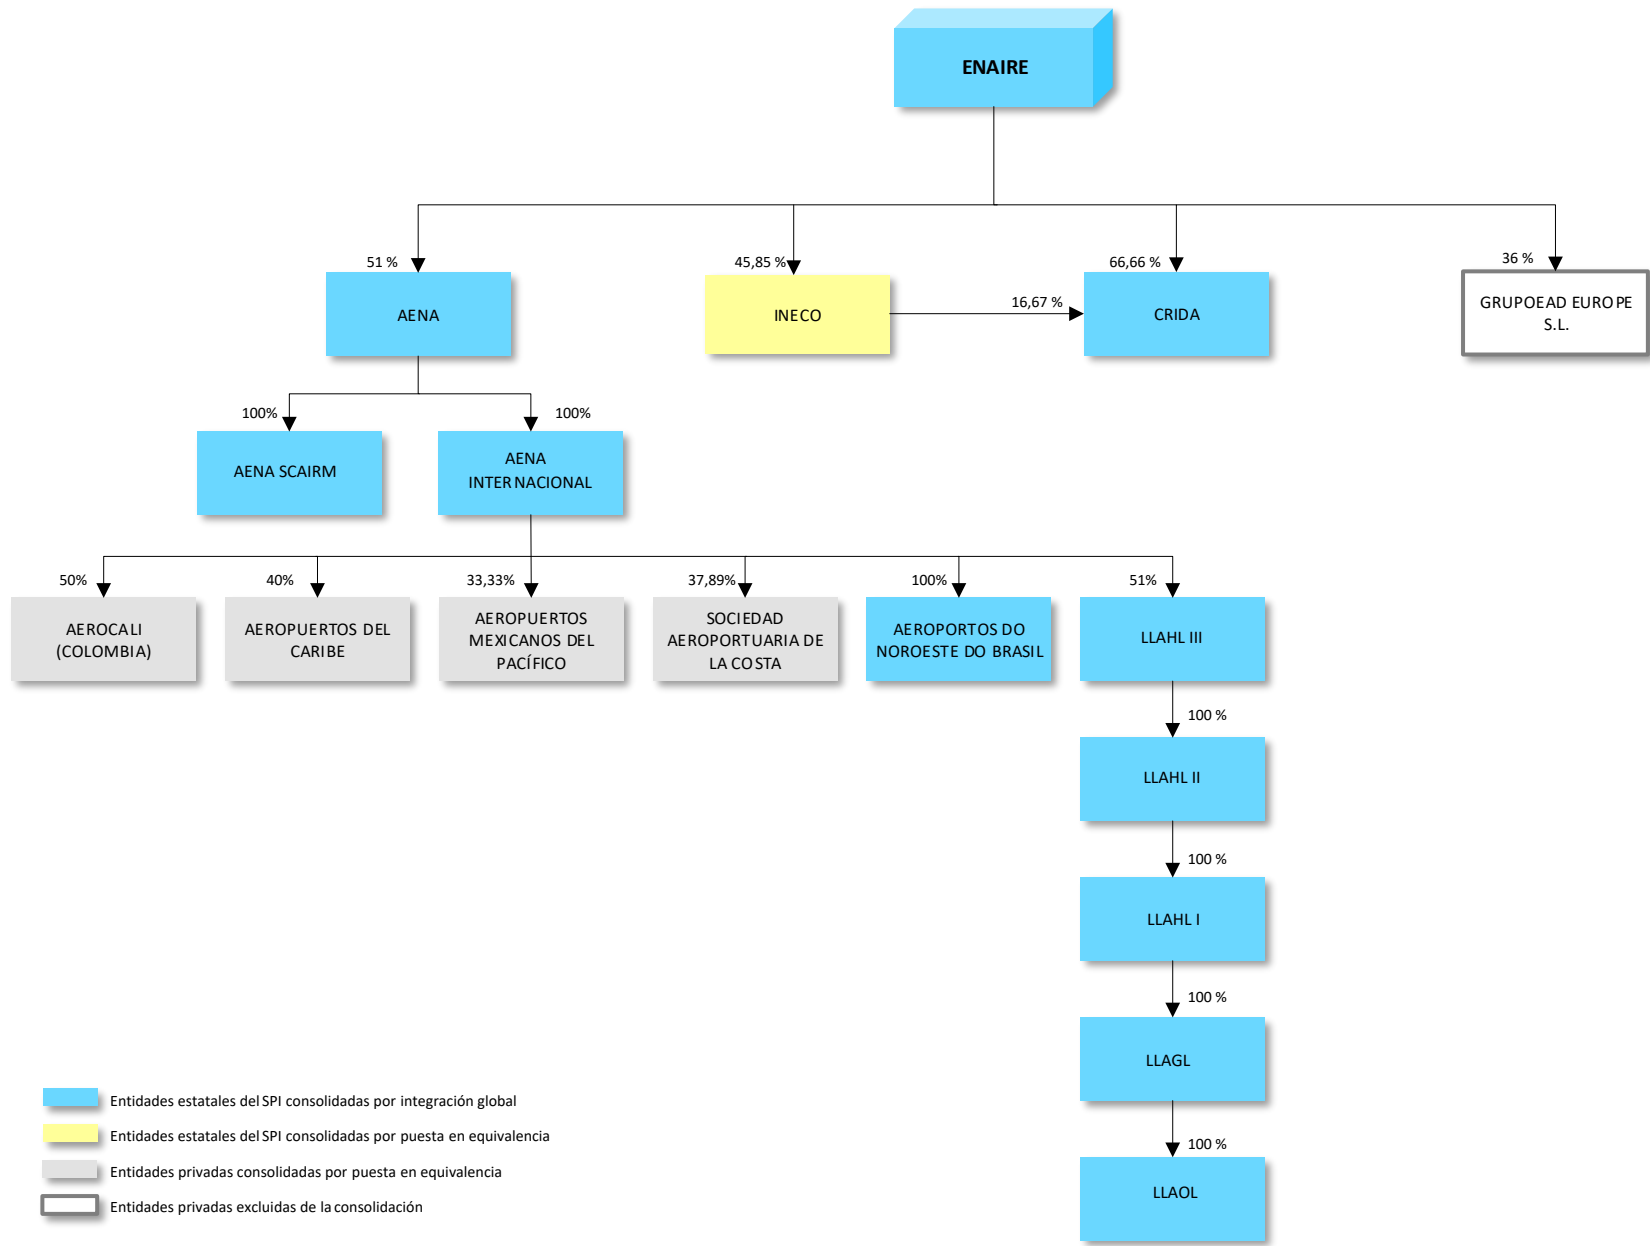 ENAIRE
51 %
45,85 %
66,66 %
36 %
AENA
INECO
16,67 %
CRIDA
GRUPOEAD EUROPE
S.L.
100%
100%
AENA SCAIRM
AENA
INTERNACIONAL
50%
40%
33,33%
37,89%
100%
51%
AEROCALI
(COLOMBIA)
AEROPUERTOS DEL
CARIBE
AEROPUERTOS
MEXICANOS DEL
PACÍFICO
SOCIEDAD
AEROPORTUARIA DE
LA COSTA
AEROPORTOS DO
NOROESTE DO BRASIL
LLAHL III
100 %
LLAHL II
100 %
LLAHL I
100 %
LLAGL
100 %
LLAOL
Entidades estatales del SPI consolidadas por integración global
Entidades estatales del SPI consolidadas por puesta en equivalencia
Entidades privadas consolidadas por puesta en equivalencia
Entidades privadas excluidas de la consolidación